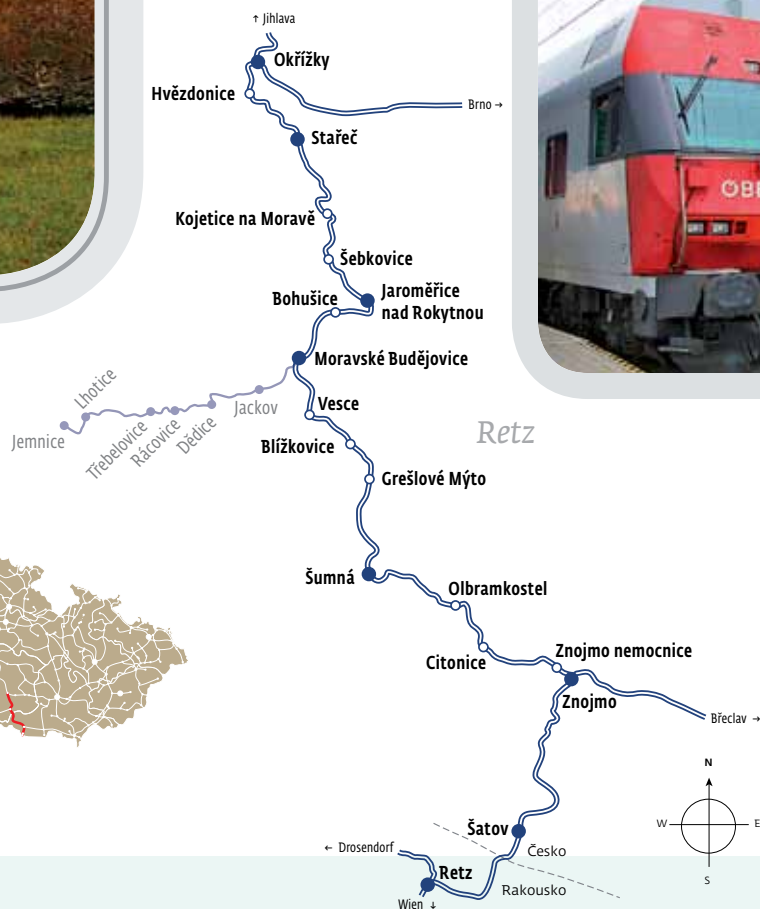 ↑ Jihlava
Okřížky
Hvězdonice
Brno →
Stařeč
Kojetice na Moravě
Šebkovice
Jaroměřice
nad Rokytnou
Bohušice
Moravské Budějovice
Lhotice
Jemnice
Třebelovice
Rácovice
Dědice
Jackov
Vesce
Retz
Blížkovice
Grešlové Mýto
Šumná
Olbramkostel
Citonice
Znojmo nemocnice
Znojmo
Břeclav →
N
W
E
S
Šatov
Česko
← Drosendorf
Retz
Rakousko
Wien ↓